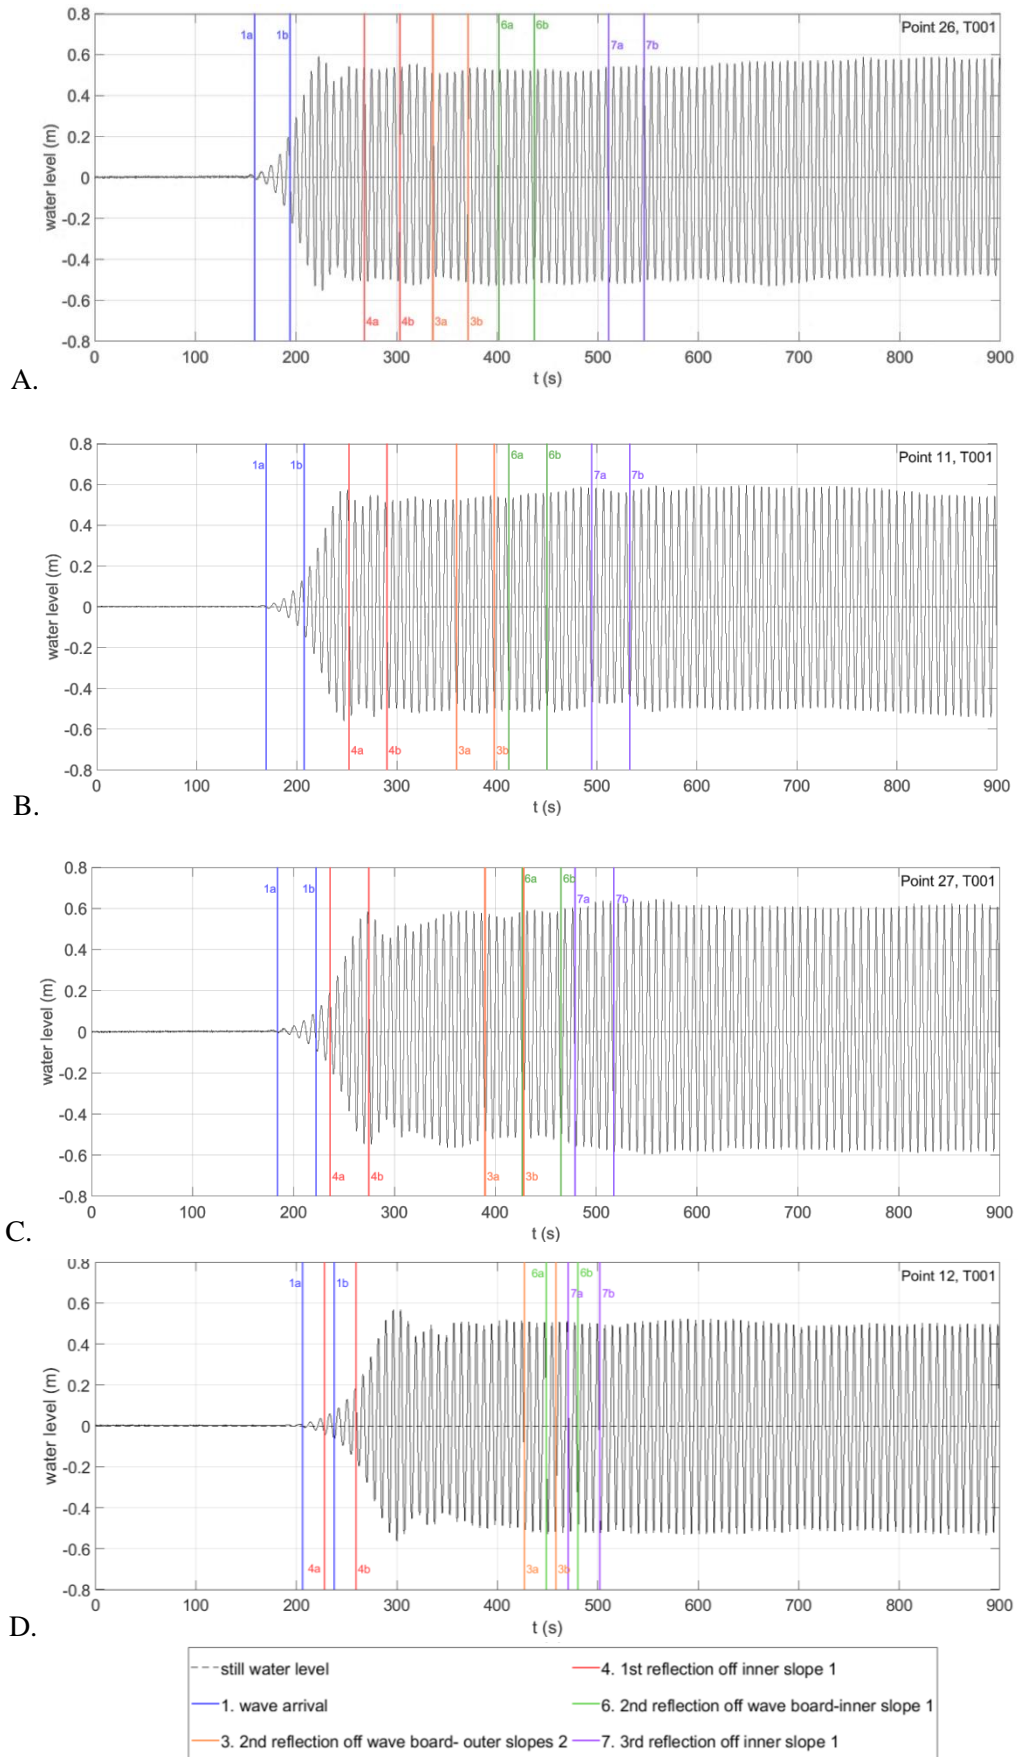 0.8
1a
1b
6a
6b
Point 26, T001
0.6
7a
7b
0.4
water level (m)
0.2
0
-0.2
-0.4
-0.6
4a
4b
3a
3b
-0.8
0
100
200
300
400
500
600
700
800
900
t (s)
A.
0.8
1a
1b
6a
6b
Point 11, T001
0.6
7a
7b
0.4
water level (m)
0.2
0
-0.2
-0.4
-0.6
4a
4b
3a
3b
-0.8
0
100
200
300
400
500
600
700
800
900
t (s)
B.
0.8
1a
1b
6a
6b
Point 27, T001
0.6
7a
7b
0.4
water level (m)
0.2
0
-0.2
-0.4
-0.6
4a
4b
3a
3b
-0.8
0
100
200
300
400
500
600
700
800
900
t (s)
C.
0.8
1a
1b
6a
6b
Point 12, T001
0.6
7a
7b
0.4
water level (m)
0.2
0
-0.2
-0.4
-0.6
4a
4b
3a
3b
-0.8
0
100
200
300
400
500
600
700
800
900
t (s)
D.
still water level
4. 1st reflection off inner slope 1
1. wave arrival
6. 2nd reflection off wave board-inner slope 1
3. 2nd reflection off wave board- outer slopes 2
7. 3rd reflection off inner slope 1